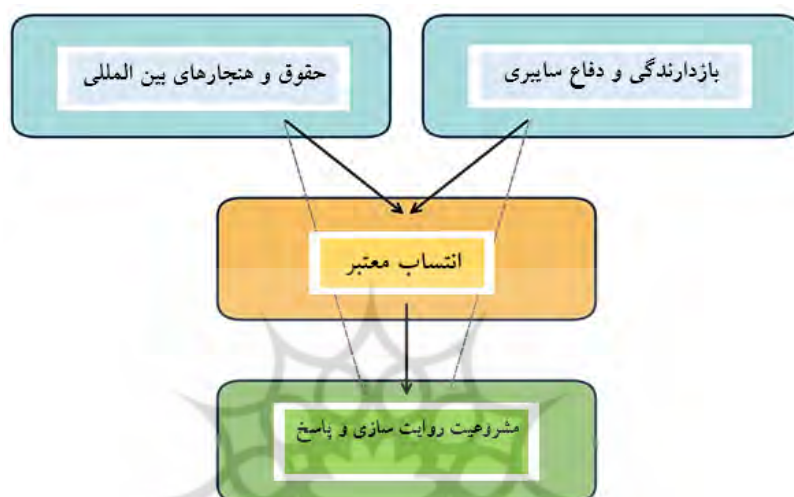 حقوق و هنجارهای بین المللی
بازدارندگی و دفاع سایبری
انتساب معتبر
مشروعیت روایت سازی و پاسخ